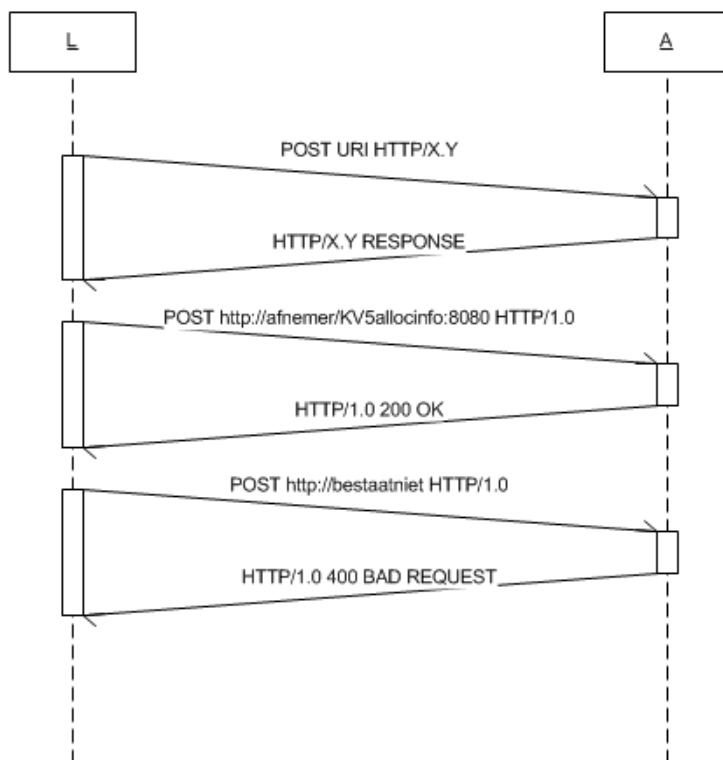 L
A
POST URI HTTP/X.Y
HTTP/X.Y RESPONSE
POST http://afnemer/KV5allocinfo:8080 HTTP/1.0
HTTP/1.0 200 OK
POST http://bestaatniet HTTP/1.0
HTTP/1.0 400 BAD REQUEST